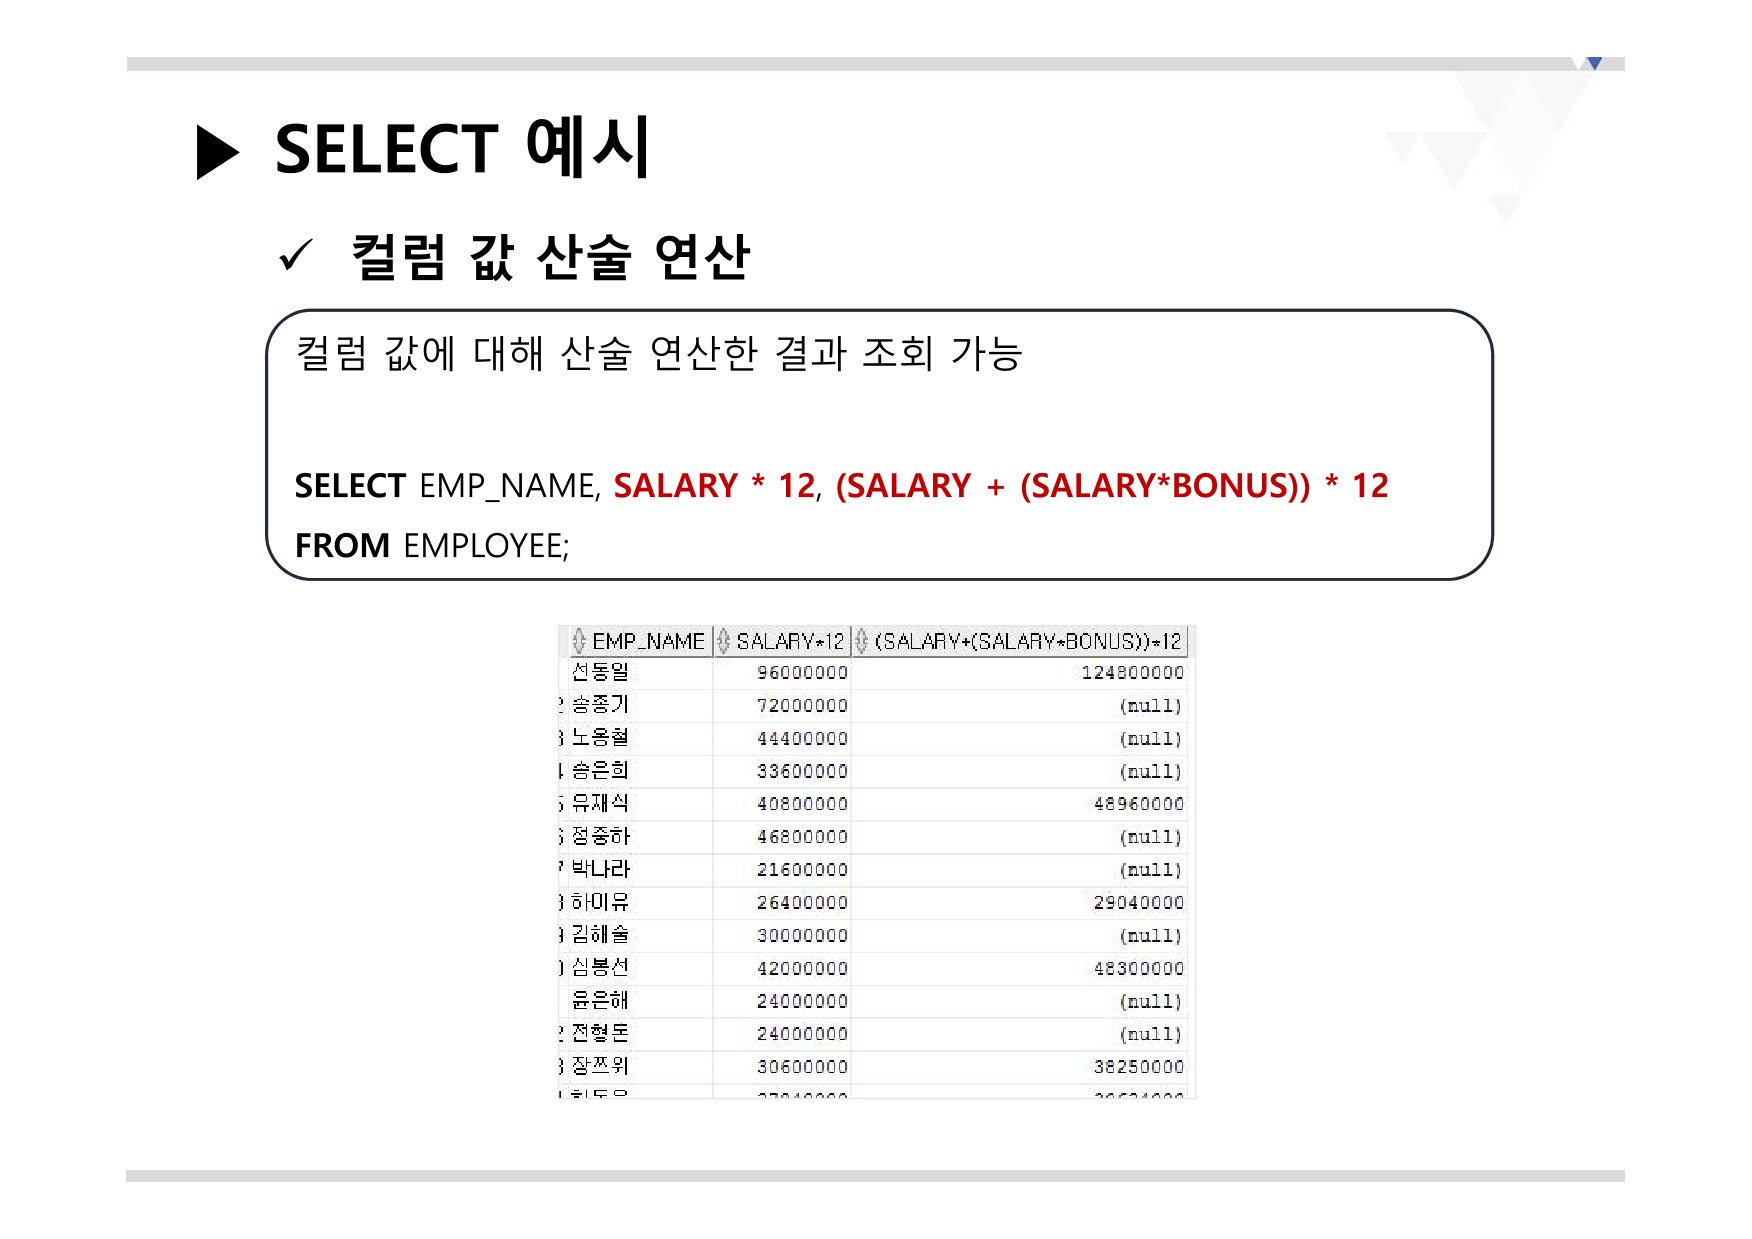 SELECT 예시
컬럼 값 산술 연산
컬럼 값에 대해 산술 연산한 결과 조회 가능
SELECT EMP_NAME, SALARY * 12, (SALARY + (SALARY*BONUS)) * 12
FROM EMPLOYEE;
EMP_NAME SALARY*12 (SALARY+(SALARY*BONUS))*12
선동일 96000000 124800000
2 송종기 72000000 (null)
3 노옹철 44400000 (null)
4 송은희 33600000 (null)
5 유재식 40800000 48960000
6 정중하 46800000 (null)
7 박나라 21600000 (null)
8 하이유 26400000 29040000
9 김해술 30000000 (null)
0 심봉선 42000000 48300000
윤은해 24000000 (null)
2 전형돈 24000000 (null)
3 장쯔위 30600000 38250000